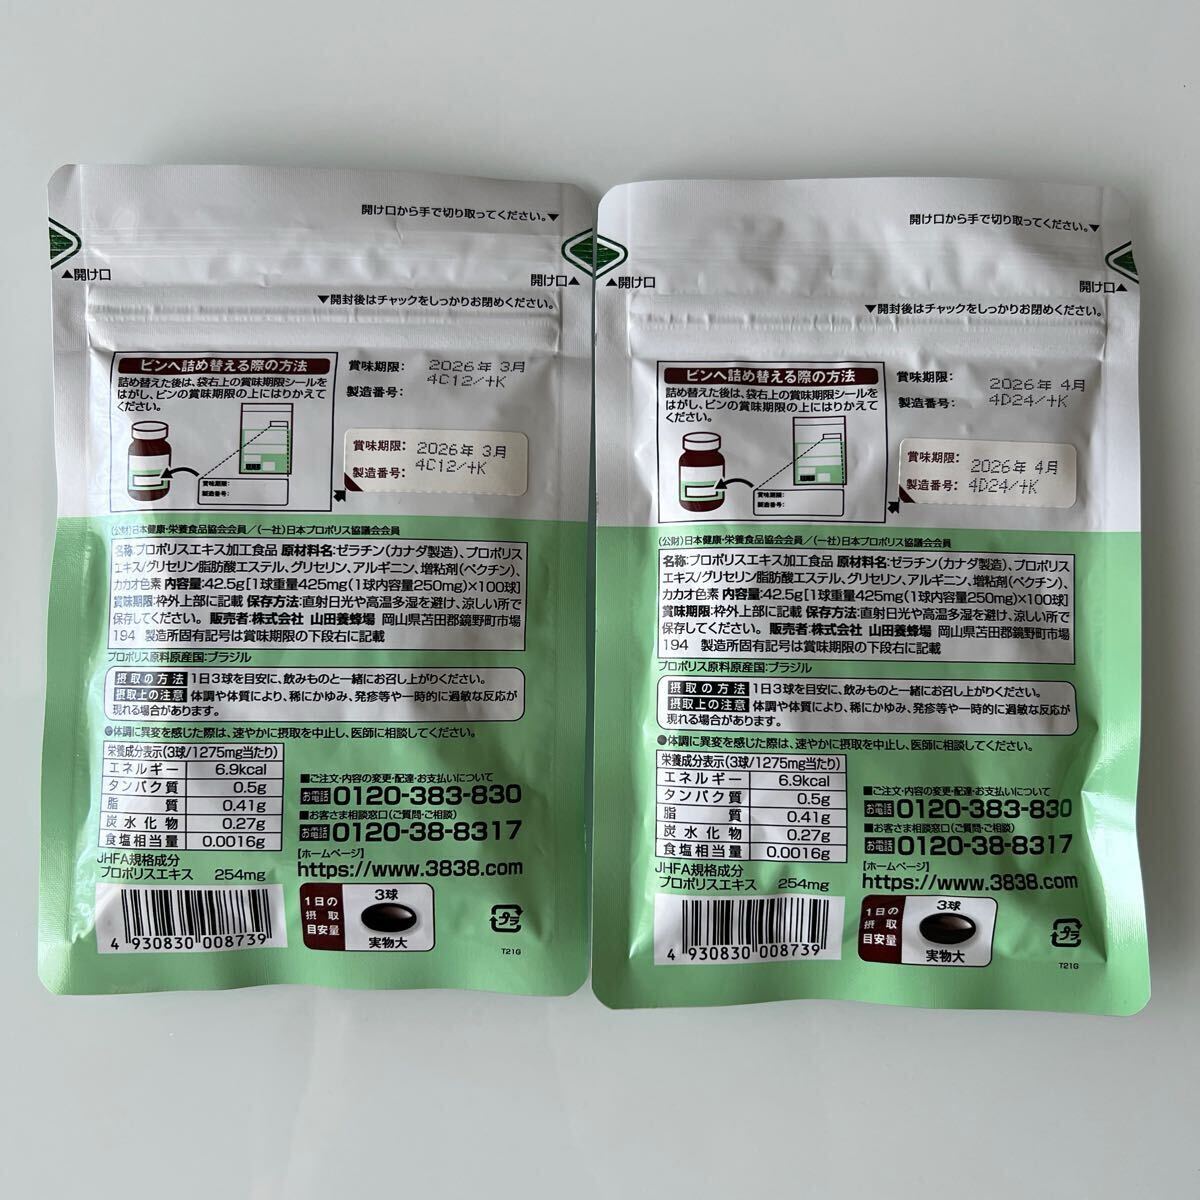 開け口から手で切り取ってください。▼
▲開け口
開け口▲
▼開封後はチャックをしっかりお閉めください。
ビンへ詰め替える際の方法
詰め替えた後は、袋右上の賞味期限シールを
はがし、ビンの賞味期限の上にはりかえて
ください。
賞味期限:
製造番号:
賞味期限: 2026年 3月
製造番号: 4C12/+K
賞味期限: 2026年 3月
製造番号: 4C12/+K
(公財)日本健康・栄養食品協会会員/(一社)日本プロポリス協議会会員
名称:プロポリスエキス加工食品 原材料名:ゼラチン(カナダ製造)、プロポリス
エキス/グリセリン脂肪酸エステル、グリセリン、アルギニン、増粘剤(ペクチン)、
カカオ色素 内容量:42.5g[1球重量425mg(1球内容量250mg)×100球]
賞味期限:枠外上部に記載 保存方法:直射日光や高温多湿を避け、涼しい所で
保存してください。 販売者:株式会社 山田養蜂場 岡山県苫田郡鏡野町市場
194 製造所固有記号は賞味期限の下段右に記載
プロポリス原料原産国:ブラジル
摂取の方法 1日3球を目安に、飲みものと一緒にお召し上がりください。
摂取上の注意 体調や体質により、稀にかゆみ、発疹等や一時的に過敏な反応が
現れる場合があります。
●体調に異変を感じた際は、速やかに摂取を中止し、医師に相談してください。
栄養成分表示(3球/1275mg当たり)
エネルギー 6.9kcal
タンパク質 0.5g
脂質 0.41g
炭水化物 0.27g
食塩相当量 0.0016g
JHFA規格成分
プロポリスエキス 254mg
■ご注文・内容の変更・配達・お支払いについて
お電話 0120-383-830
■お客さま相談窓口(ご質問・ご相談)
お電話 0120-38-8317
[ホームページ]
https://www.3838.com
4 930830 008739
1日の
摂取
目安量
3球
実物大
プラ
T21G
開け口から手で切り取ってください。▼
▲開け口
開け口▲
▼開封後はチャックをしっかりお閉めください。
ビンへ詰め替える際の方法
詰め替えた後は、袋右上の賞味期限シールを
はがし、ビンの賞味期限の上にはりかえて
ください。
賞味期限:
製造番号:
賞味期限: 2026年 4月
製造番号: 4D24/+K
賞味期限: 2026年 4月
製造番号: 4D24/+K
(公財)日本健康・栄養食品協会会員/(一社)日本プロポリス協議会会員
名称:プロポリスエキス加工食品 原材料名:ゼラチン(カナダ製造)、プロポリス
エキス/グリセリン脂肪酸エステル、グリセリン、アルギニン、増粘剤(ペクチン)、
カカオ色素 内容量:42.5g[1球重量425mg(1球内容量250mg)×100球]
賞味期限:枠外上部に記載 保存方法:直射日光や高温多湿を避け、涼しい所で
保存してください。 販売者:株式会社 山田養蜂場 岡山県苫田郡鏡野町市場
194 製造所固有記号は賞味期限の下段右に記載
プロポリス原料原産国:ブラジル
摂取の方法 1日3球を目安に、飲みものと一緒にお召し上がりください。
摂取上の注意 体調や体質により、稀にかゆみ、発疹等や一時的に過敏な反応が
現れる場合があります。
●体調に異変を感じた際は、速やかに摂取を中止し、医師に相談してください。
栄養成分表示(3球/1275mg当たり)
エネルギー 6.9kcal
タンパク質 0.5g
脂質 0.41g
炭水化物 0.27g
食塩相当量 0.0016g
JHFA規格成分
プロポリスエキス 254mg
■ご注文・内容の変更・配達・お支払いについて
お電話 0120-383-830
■お客さま相談窓口(ご質問・ご相談)
お電話 0120-38-8317
[ホームページ]
https://www.3838.com
4 930830 008739
1日の
摂取
目安量
3球
実物大
プラ
T21G